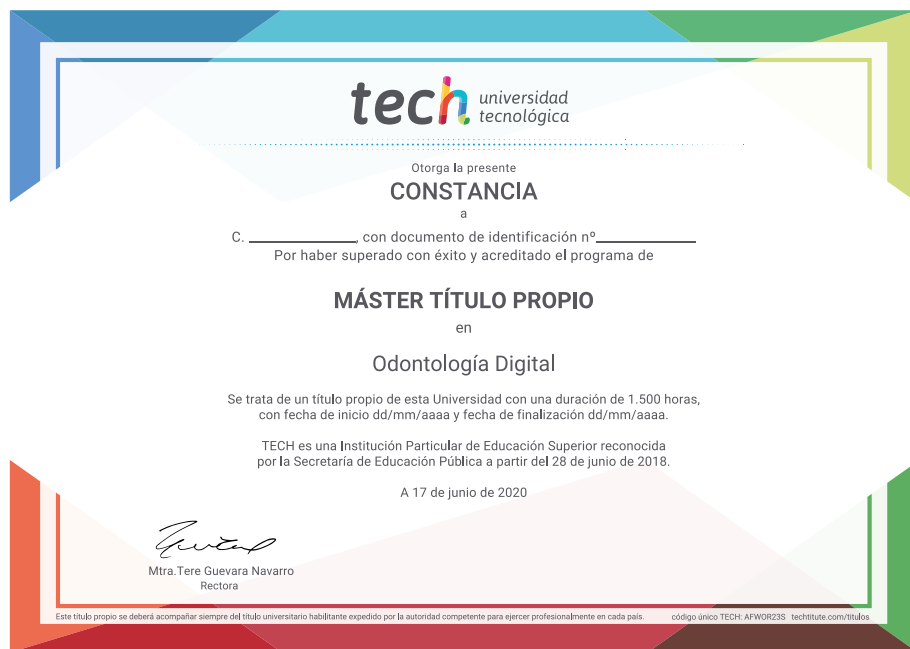 tech universidad
tecnológica
Otorga la presente
CONSTANCIA
a
C. ____________, con documento de identificación nº____________
Por haber superado con éxito y acreditado el programa de
MÁSTER TÍTULO PROPIO
en
Odontología Digital
Se trata de un título propio de esta Universidad con una duración de 1.500 horas,
con fecha de inicio dd/mm/aaaa y fecha de finalización dd/mm/aaaa.
TECH es una Institución Particular de Educación Superior reconocida
por la Secretaría de Educación Pública a partir del 28 de junio de 2018.
A 17 de junio de 2020
Mtra.Tere Guevara Navarro
Rectora
Este título propio se deberá acompañar siempre del título universitario habilitante expedido por la autoridad competente para ejercer profesionalmente en cada país. código único TECH: AFWOR23S techtitute.com/titulos